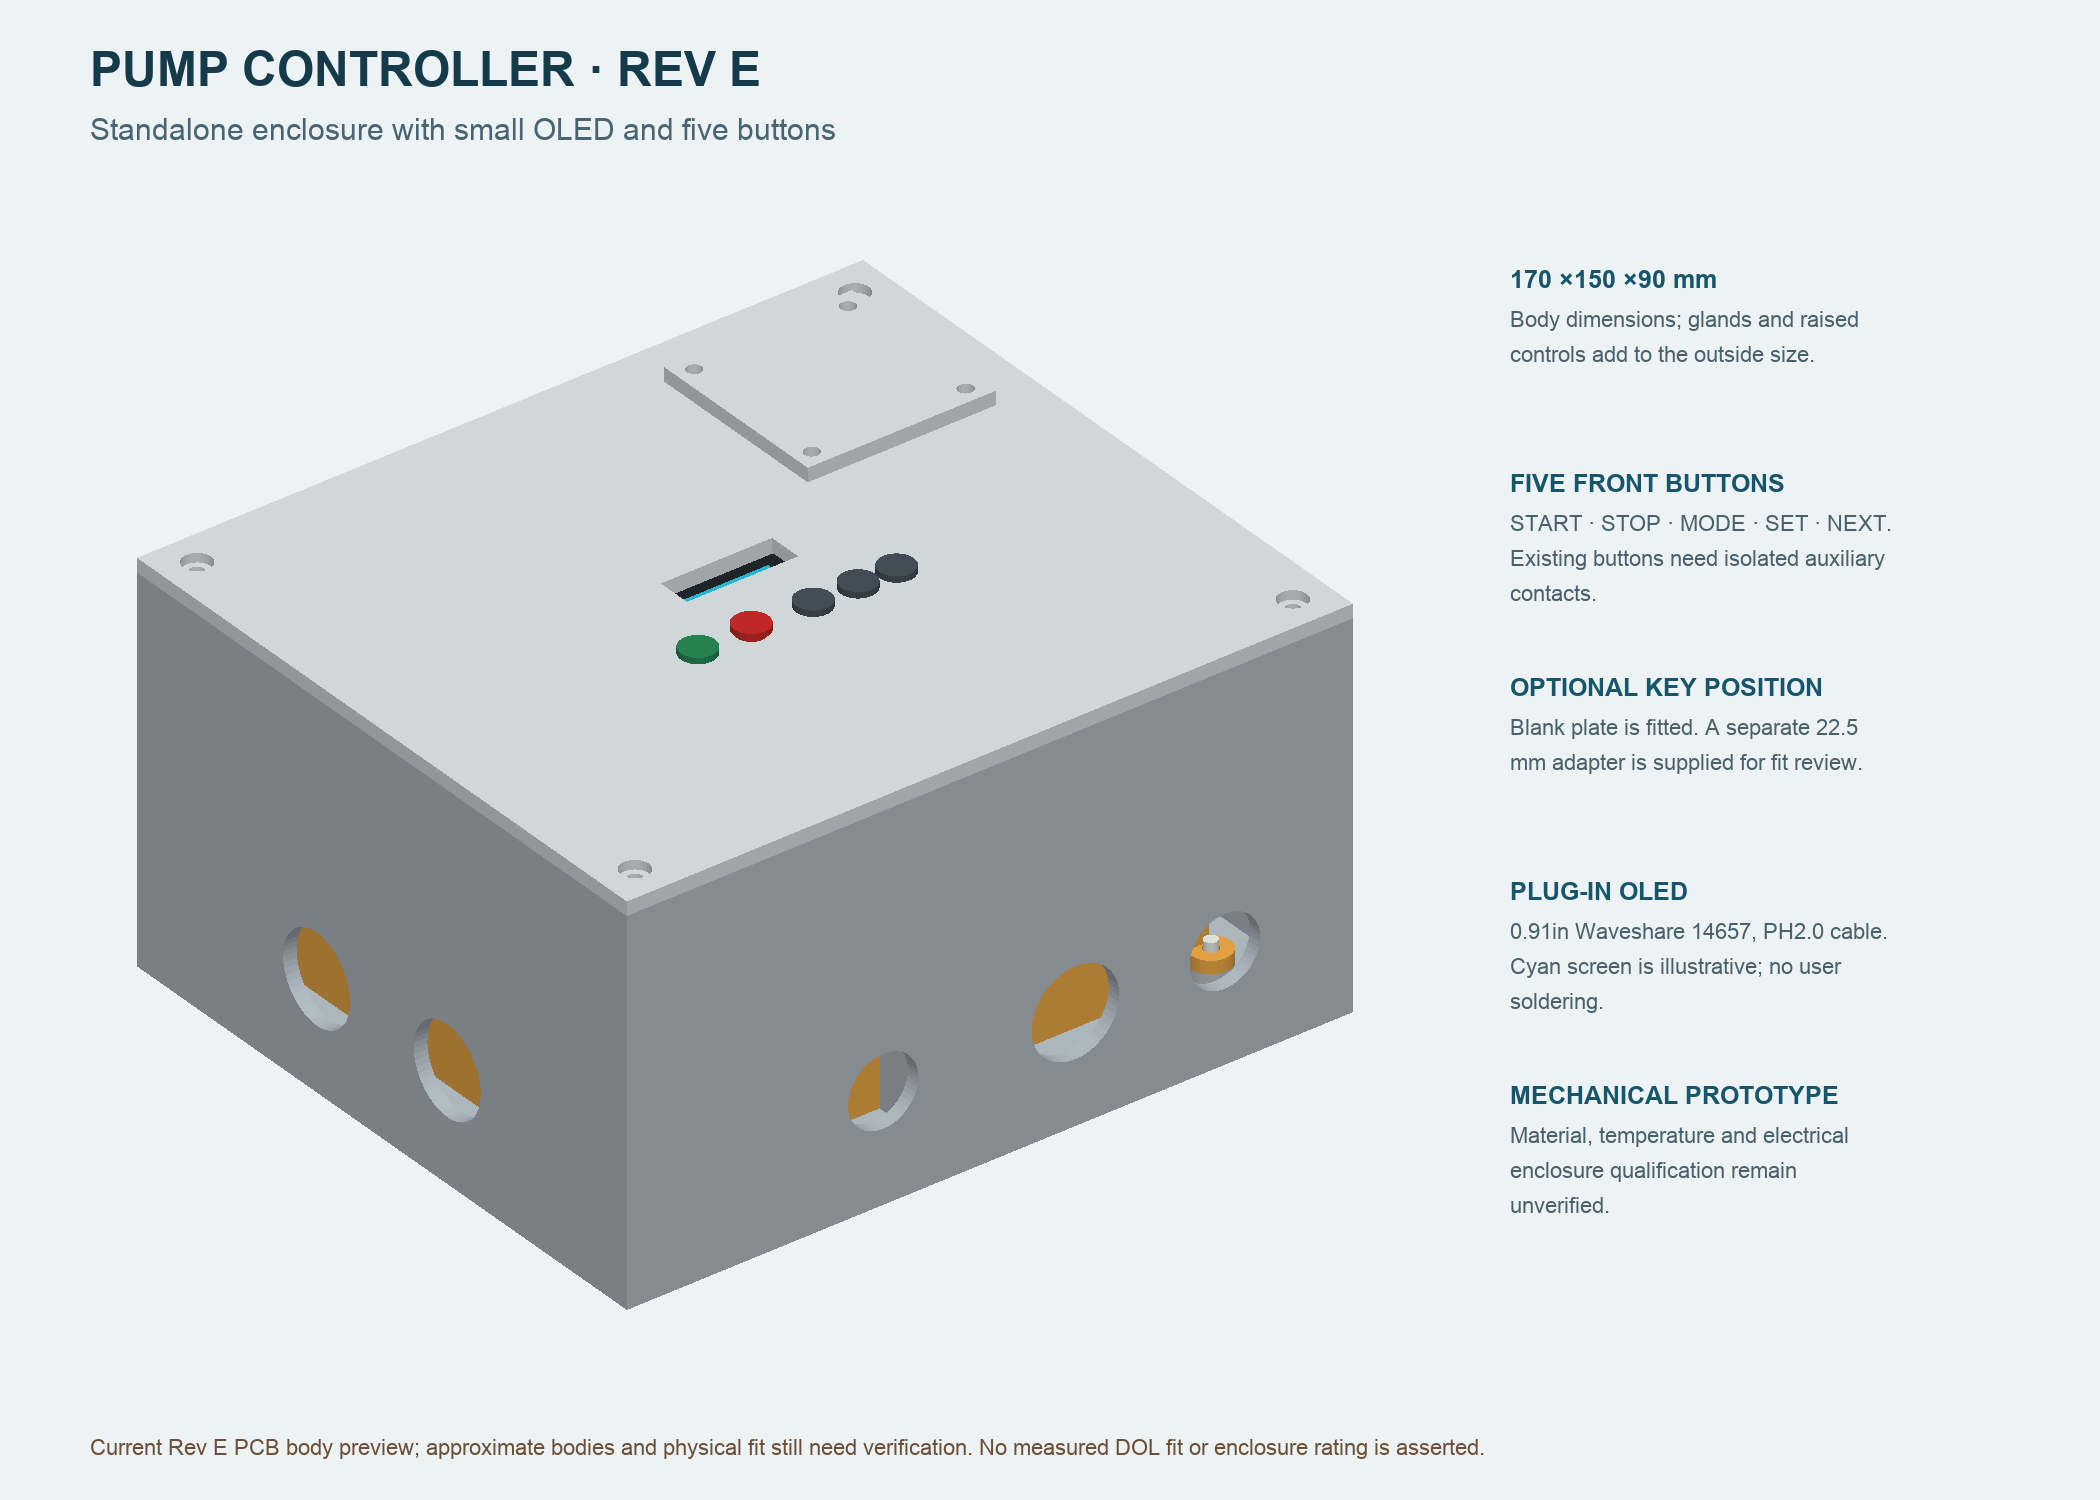 PUMP CONTROLLER · REV E
Standalone enclosure with small OLED and five buttons
170 ×150 ×90 mm
Body dimensions; glands and raised
controls add to the outside size.
FIVE FRONT BUTTONS
START · STOP · MODE · SET · NEXT.
Existing buttons need isolated auxiliary
contacts.
OPTIONAL KEY POSITION
Blank plate is fitted. A separate 22.5
mm adapter is supplied for fit review.
PLUG-IN OLED
0.91in Waveshare 14657, PH2.0 cable.
Cyan screen is illustrative; no user
soldering.
MECHANICAL PROTOTYPE
Material, temperature and electrical
enclosure qualification remain
unverified.
Current Rev E PCB body preview; approximate bodies and physical fit still need verification. No measured DOL fit or enclosure rating is asserted.